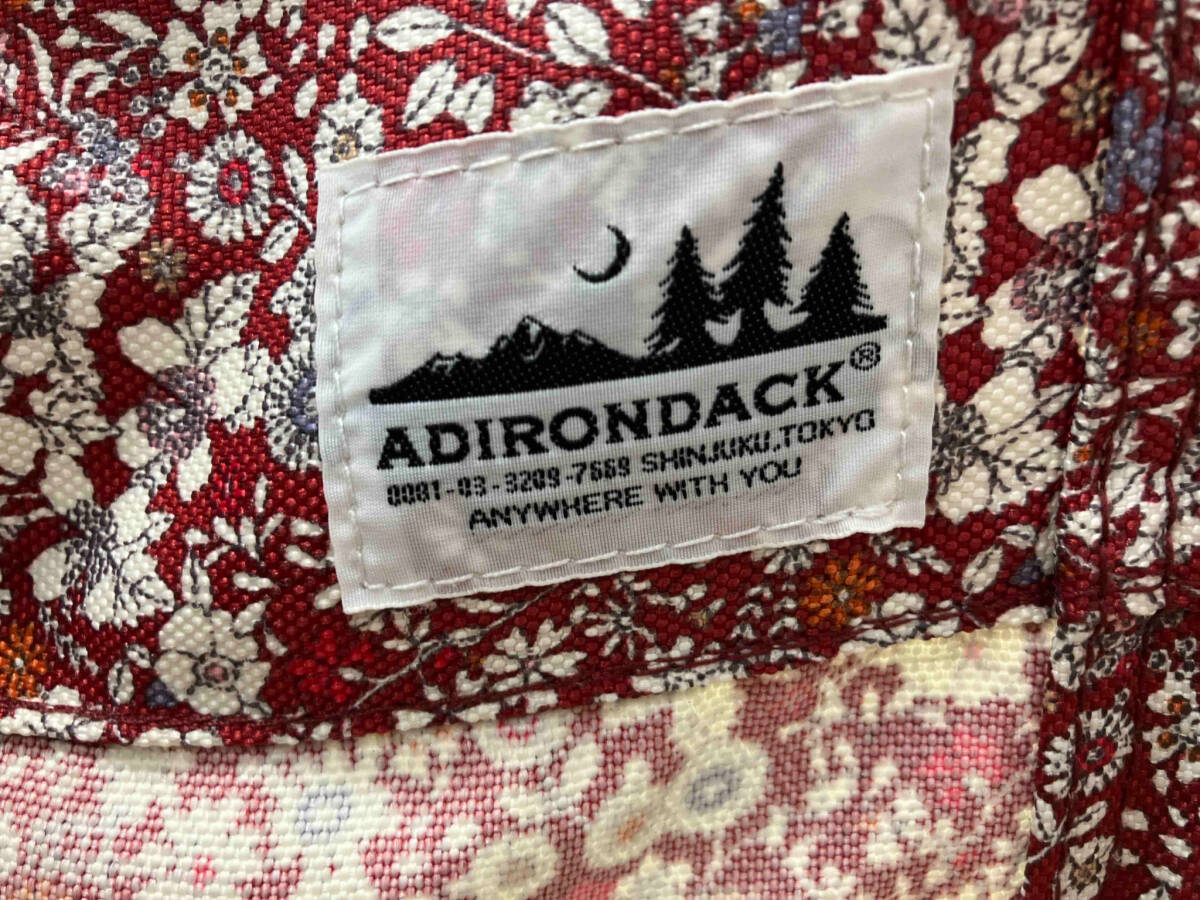 ADIRONDACK®
0081-03-3209-7669 SHINJUKU.TOKYO
ANYWHERE WITH YOU